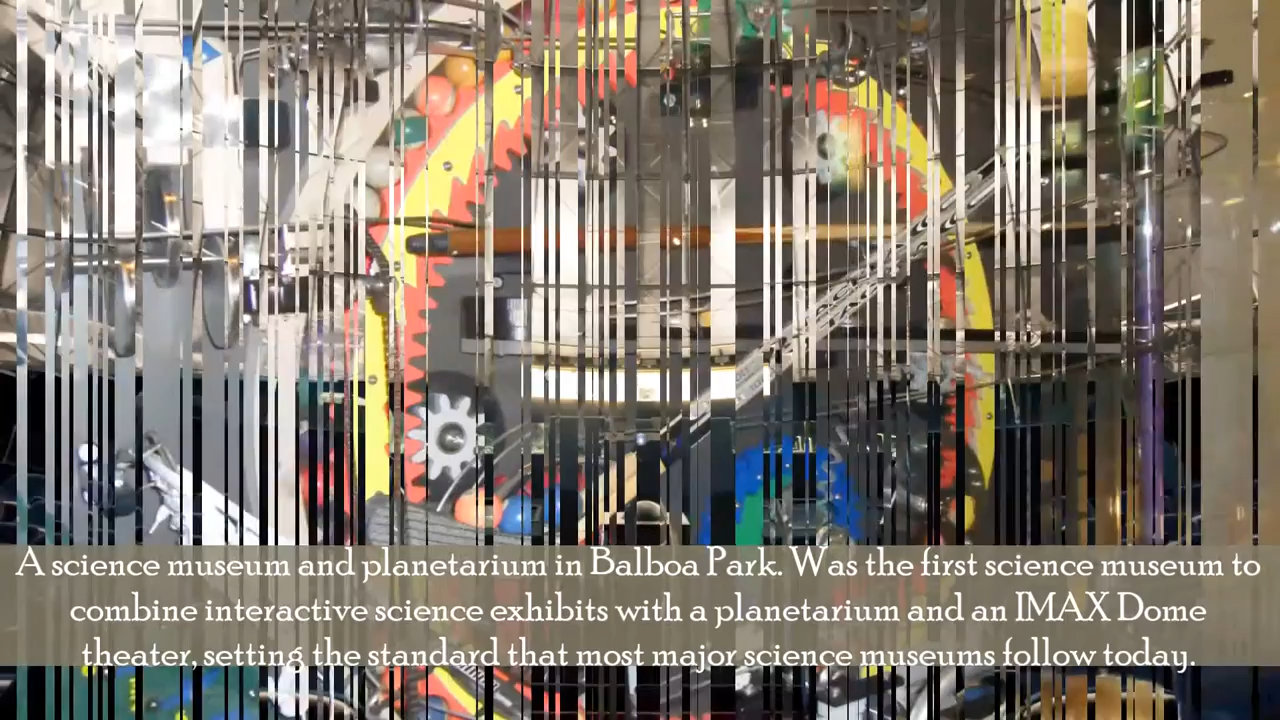 A science museum and planetarium in Balboa Park. Was the first science museum to
combine interactive science exhibits with a planetarium and an IMAX Dome
theater, setting the standard that most major science museums follow today.